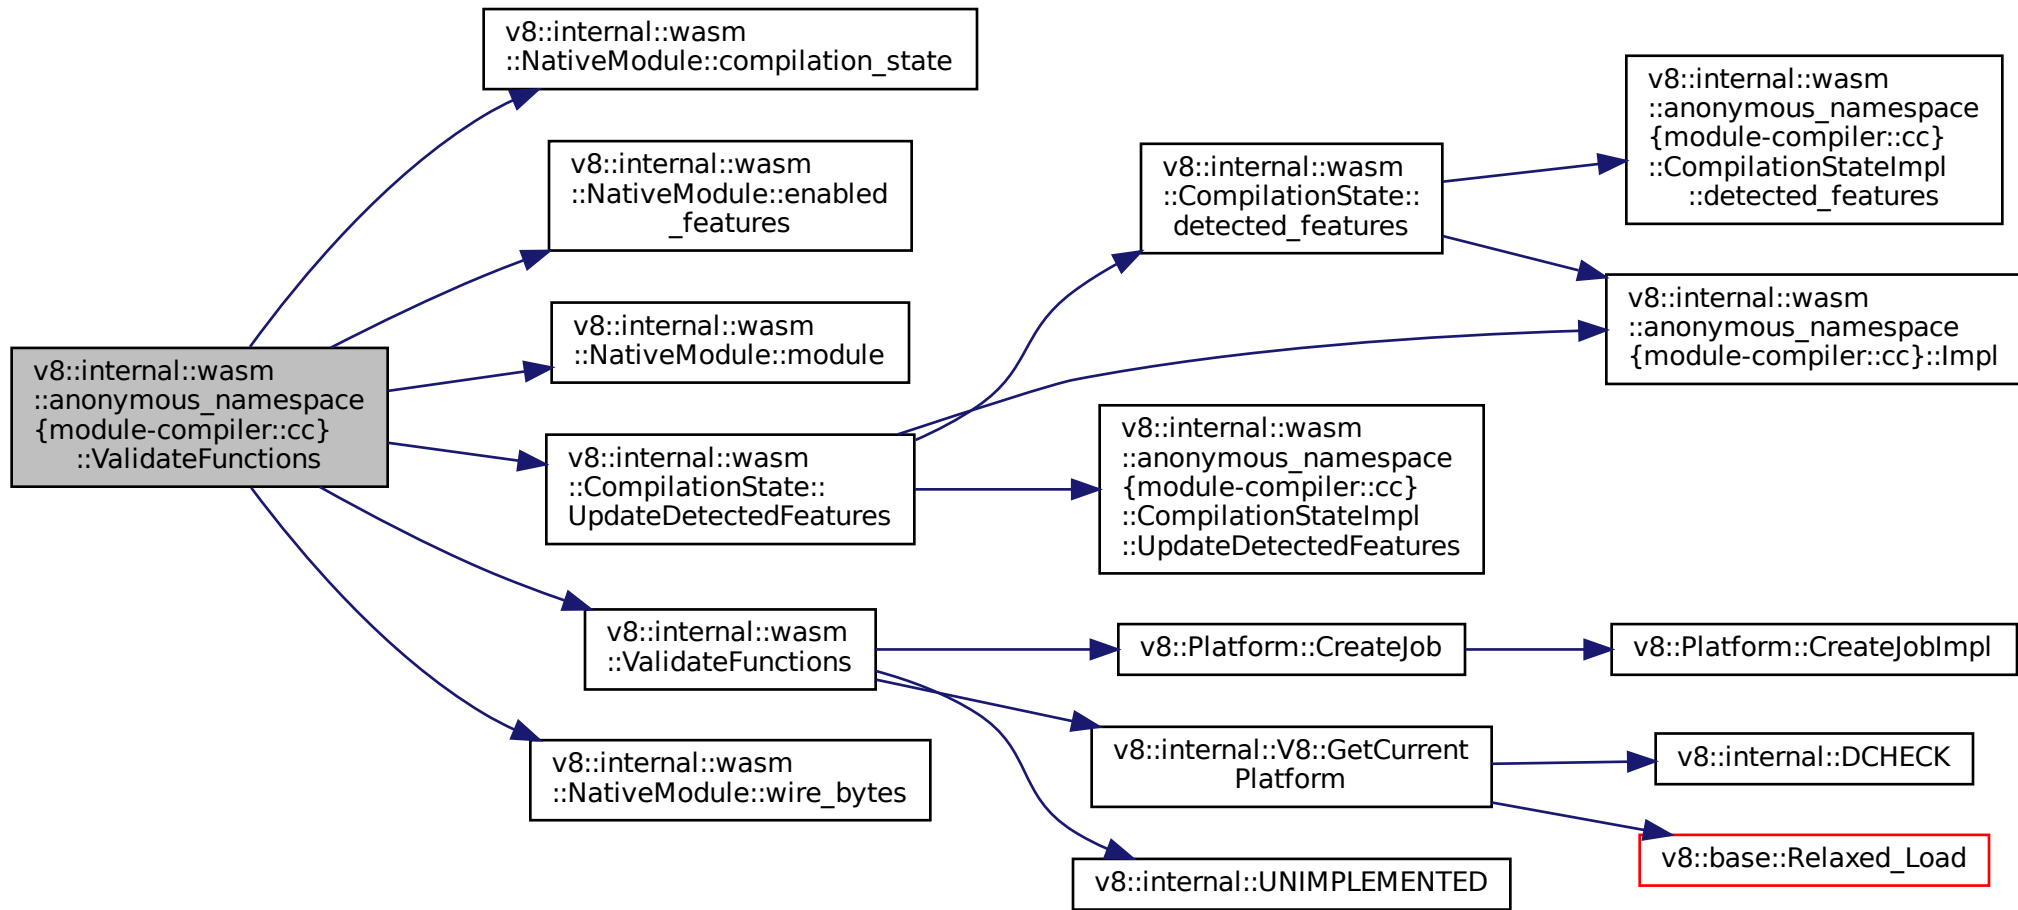 v8::internal::wasm
::anonymous_namespace
{module-compiler::cc}
::ValidateFunctions
v8::internal::wasm
::NativeModule::compilation_state
v8::internal::wasm
::NativeModule::enabled
_features
v8::internal::wasm
::NativeModule::module
v8::internal::wasm
::CompilationState::
UpdateDetectedFeatures
v8::internal::wasm
::ValidateFunctions
v8::internal::wasm
::NativeModule::wire_bytes
v8::internal::wasm
::CompilationState::
detected_features
v8::internal::wasm
::anonymous_namespace
{module-compiler::cc}
::CompilationStateImpl
::UpdateDetectedFeatures
v8::Platform::CreateJob
v8::internal::V8::GetCurrent
Platform
v8::internal::UNIMPLEMENTED
v8::internal::wasm
::anonymous_namespace
{module-compiler::cc}
::CompilationStateImpl
::detected_features
v8::internal::wasm
::anonymous_namespace
{module-compiler::cc}::Impl
v8::Platform::CreateJobImpl
v8::internal::DCHECK
v8::base::Relaxed_Load